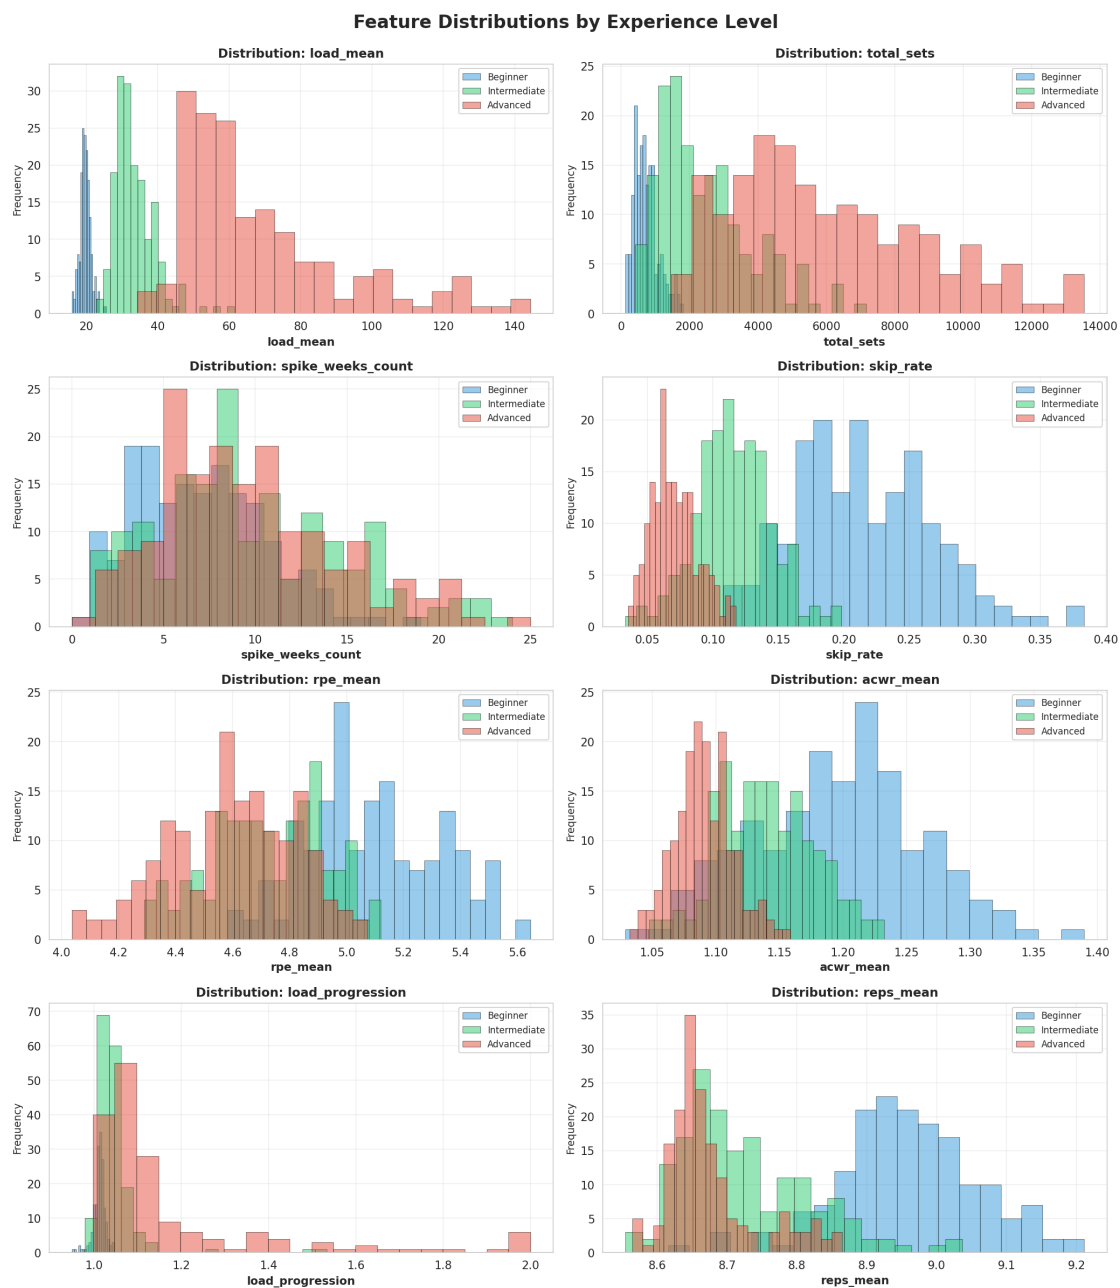 Feature Distributions by Experience Level
Distribution: load_mean
Frequency
0
5
10
15
20
25
30
20
40
60
80
100
120
140
load_mean
Beginner
Intermediate
Advanced
Distribution: total_sets
Frequency
0
5
10
15
20
25
0
2000
4000
6000
8000
10000
12000
14000
total_sets
Beginner
Intermediate
Advanced
Distribution: spike_weeks_count
Frequency
0
5
10
15
20
25
0
5
10
15
20
25
spike_weeks_count
Beginner
Intermediate
Advanced
Distribution: skip_rate
Frequency
0
5
10
15
20
0.05
0.10
0.15
0.20
0.25
0.30
0.35
0.40
skip_rate
Beginner
Intermediate
Advanced
Distribution: rpe_mean
Frequency
0
5
10
15
20
25
4.0
4.2
4.4
4.6
4.8
5.0
5.2
5.4
5.6
rpe_mean
Beginner
Intermediate
Advanced
Distribution: acwr_mean
Frequency
0
5
10
15
20
25
1.05
1.10
1.15
1.20
1.25
1.30
1.35
1.40
acwr_mean
Beginner
Intermediate
Advanced
Distribution: load_progression
Frequency
0
10
20
30
40
50
60
70
1.0
1.2
1.4
1.6
1.8
2.0
load_progression
Beginner
Intermediate
Advanced
Distribution: reps_mean
Frequency
0
5
10
15
20
25
30
35
8.6
8.7
8.8
8.9
9.0
9.1
9.2
reps_mean
Beginner
Intermediate
Advanced